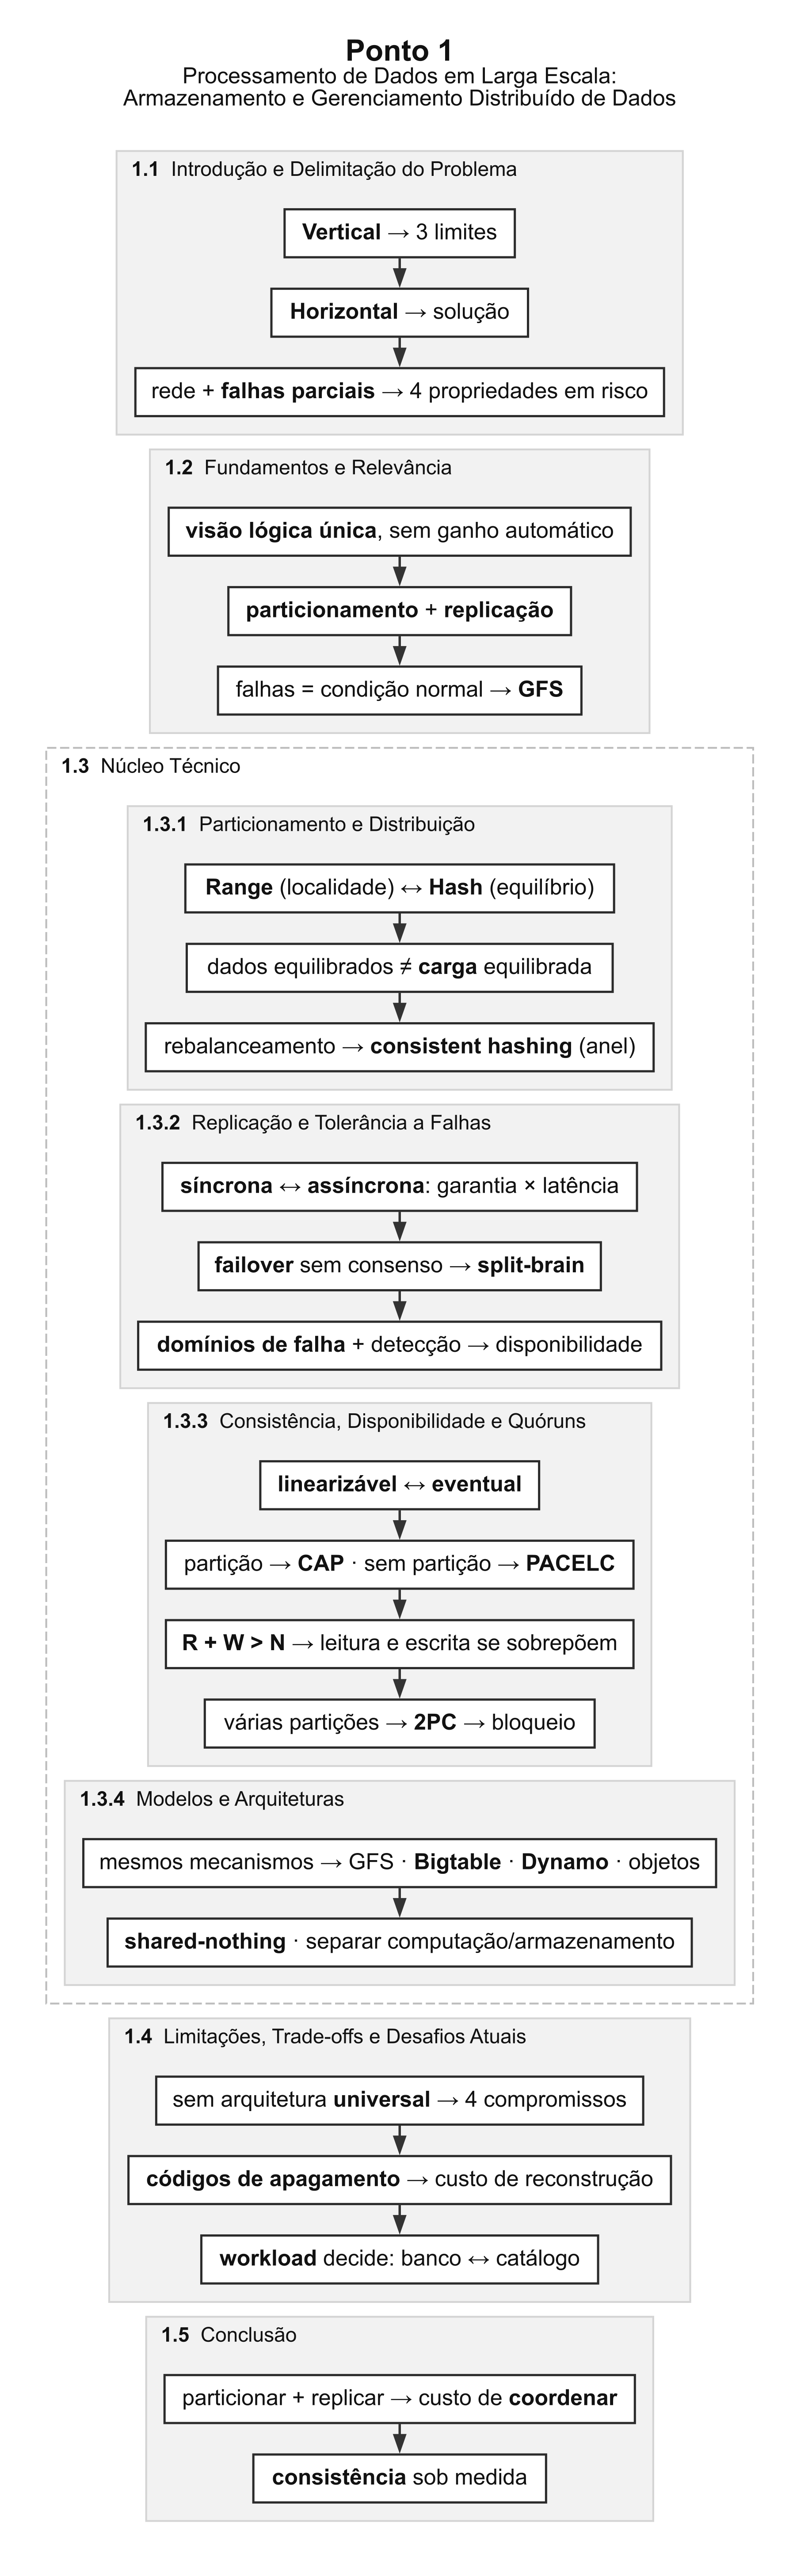 Ponto 1
Processamento de Dados em Larga Escala:
Armazenamento e Gerenciamento Distribuído de Dados
1.1 Introdução e Delimitação do Problema
Vertical → 3 limites
Horizontal → solução
rede + falhas parciais → 4 propriedades em risco
1.2 Fundamentos e Relevância
visão lógica única, sem ganho automático
particionamento + replicação
falhas = condição normal → GFS
1.3 Núcleo Técnico
1.3.1 Particionamento e Distribuição
Range (localidade) ↔ Hash (equilíbrio)
dados equilibrados ≠ carga equilibrada
rebalanceamento → consistent hashing (anel)
1.3.2 Replicação e Tolerância a Falhas
síncrona ↔ assíncrona: garantia × latência
failover sem consenso → split-brain
domínios de falha + detecção → disponibilidade
1.3.3 Consistência, Disponibilidade e Quóruns
linearizável ↔ eventual
partição → CAP · sem partição → PACELC
R + W > N → leitura e escrita se sobrepõem
várias partições → 2PC → bloqueio
1.3.4 Modelos e Arquiteturas
mesmos mecanismos → GFS · Bigtable · Dynamo · objetos
shared-nothing · separar computação/armazenamento
1.4 Limitações, Trade-offs e Desafios Atuais
sem arquitetura universal → 4 compromissos
códigos de apagamento → custo de reconstrução
workload decide: banco ↔ catálogo
1.5 Conclusão
particionar + replicar → custo de coordenar
consistência sob medida